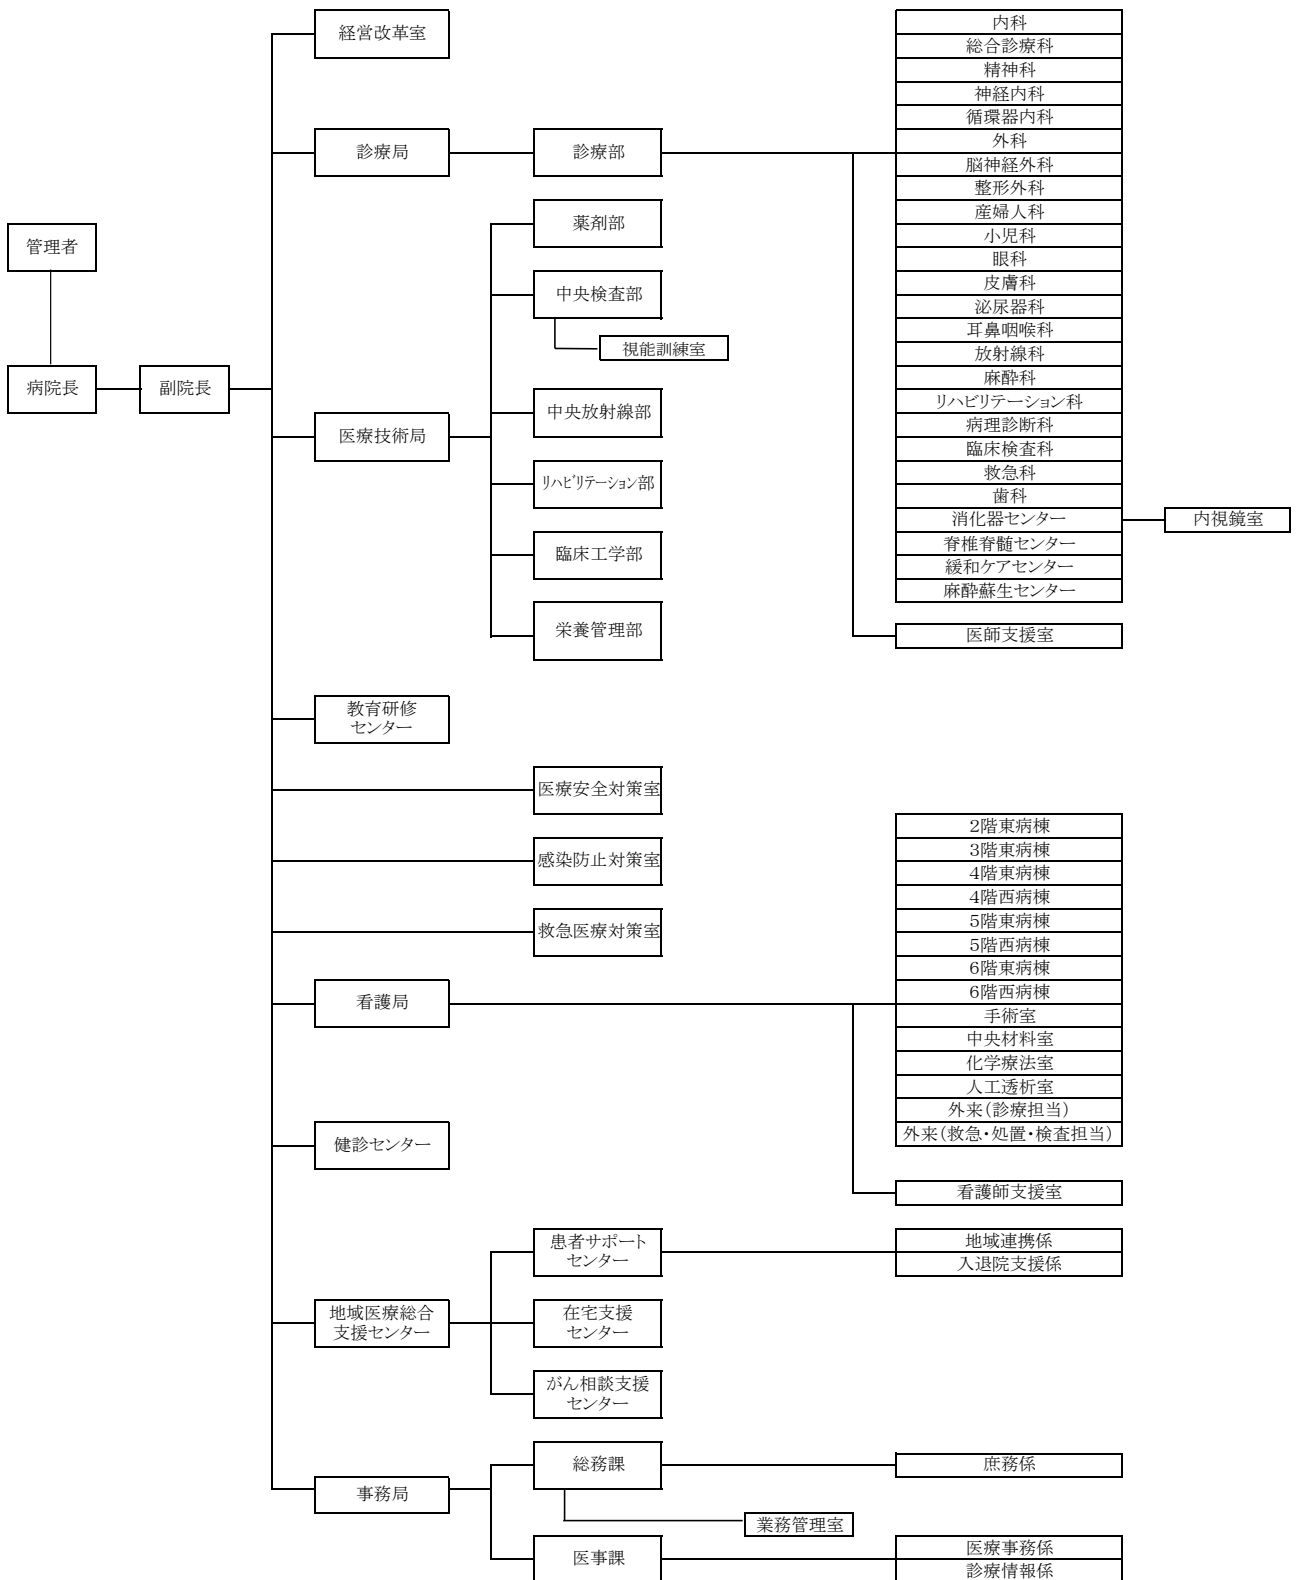 管理者
病院長
副院長
経営改革室
診療局
診療部
内科
総合診療科
精神科
神経内科
循環器内科
外科
脳神経外科
整形外科
産婦人科
小児科
眼科
皮膚科
泌尿器科
耳鼻咽喉科
放射線科
麻酔科
リハビリテーション科
病理診断科
臨床検査科
救急科
歯科
消化器センター
脊椎脊髄センター
緩和ケアセンター
麻酔蘇生センター
内視鏡室
医師支援室
医療技術局
薬剤部
中央検査部
視能訓練室
中央放射線部
リハビリテーション部
臨床工学部
栄養管理部
教育研修
センター
医療安全対策室
感染防止対策室
救急医療対策室
看護局
2階東病棟
3階東病棟
4階東病棟
4階西病棟
5階東病棟
5階西病棟
6階東病棟
6階西病棟
手術室
中央材料室
化学療法室
人工透析室
外来(診療担当)
外来(救急・処置・検査担当)
看護師支援室
健診センター
地域医療総合
支援センター
患者サポート
センター
地域連携係
入退院支援係
在宅支援
センター
がん相談支援
センター
事務局
総務課
庶務係
業務管理室
医事課
医療事務係
診療情報係